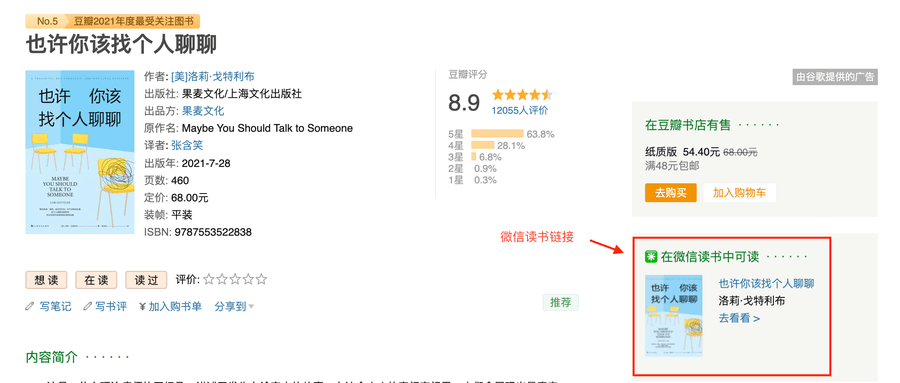 No.5 豆瓣2021年度最受关注图书
也许你该找个人聊聊
也许 你该
找个人聊聊
MAYBE
YOU SHOULD
TALK TO
SOMEONE
作者: [美]洛莉·戈特利布
出版社: 果麦文化/上海文化出版社
出品方: 果麦文化
原作名: Maybe You Should Talk to Someone
译者: 张含笑
出版年: 2021-7-28
页数: 460
定价: 68.00元
装帧: 平装
ISBN: 9787553522838
豆瓣评分
8.9
12055人评价
5星 63.8%
4星 28.1%
3星 6.8%
2星 0.9%
1星 0.3%
想读 在读 读过 评价:
写笔记 写书评 ¥ 加入购书单 分享到
推荐
内容简介 · · · · · ·
由谷歌提供的广告
在豆瓣书店有售 · · · · · ·
纸质版 54.40元 68.00元
满48元包邮
去购买 加入购物车
微信读书链接
在微信读书中可读 · · · · · ·
也许 你该
找个人聊聊
也许你该找个人聊聊
洛莉·戈特利布
去看看 >